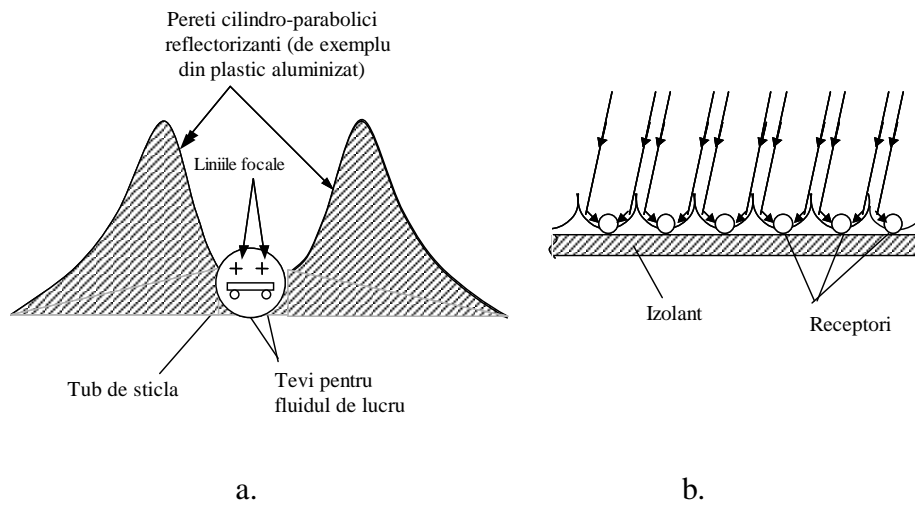 Pereti cilindro-parabolici
reflectorizanti (de exemplu
din plastic aluminizat)
Liniile focale
Tub de sticla
Tevi pentru
fluidul de lucru
a.
Izolant
Receptori
b.